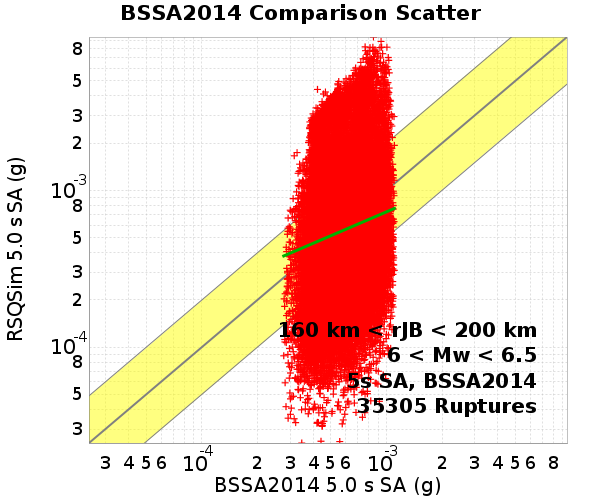 BSSA2014 Comparison Scatter
RSQSim 5.0 s SA (g)
8
5
3
2
10-3
8
5
3
2
10-4
8
5
3
160 km < rJB < 200 km
6 < Mw < 6.5
5s SA, BSSA2014
35305 Ruptures
3 4 5 6 10-4 2 3 4 5 6 10-3 2 3 4 5 6 8
BSSA2014 5.0 s SA (g)